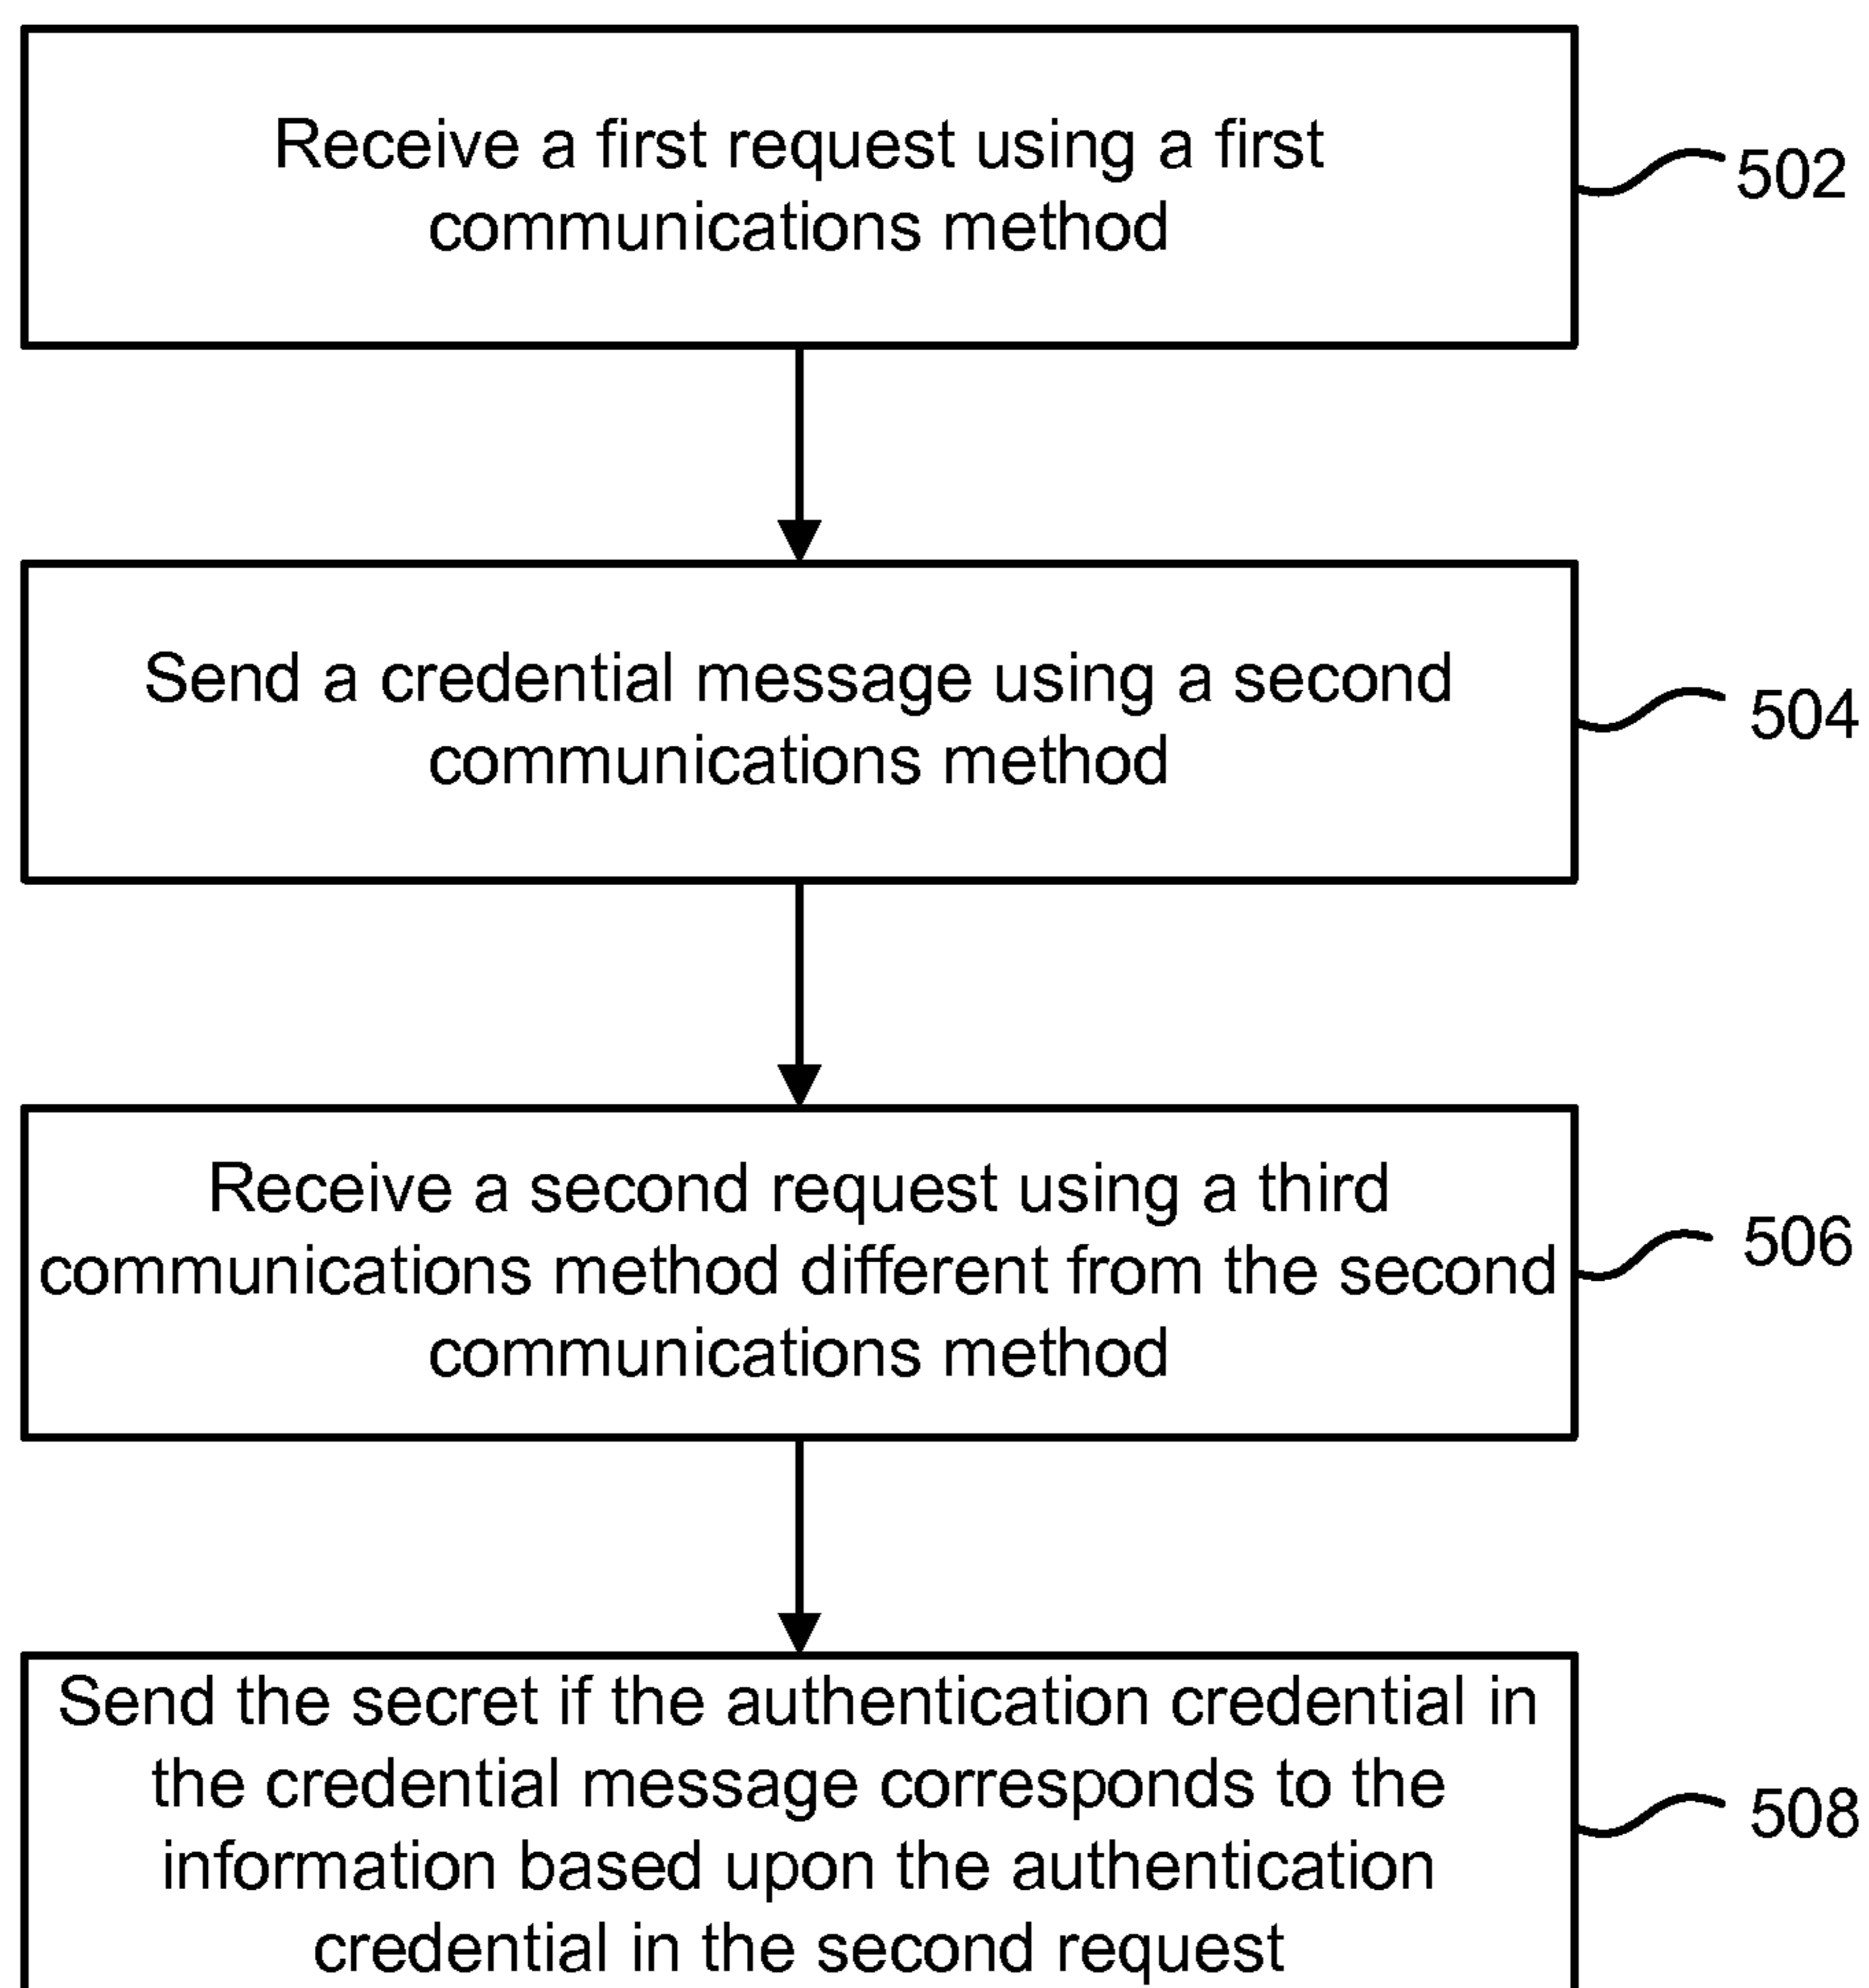 Receive a first request using a first
communications method
502
Send a credential message using a second
communications method
504
Receive a second request using a third
communications method different from the second
communications method
506
Send the secret if the authentication credential in
the credential message corresponds to the
information based upon the authentication
credential in the second request
508